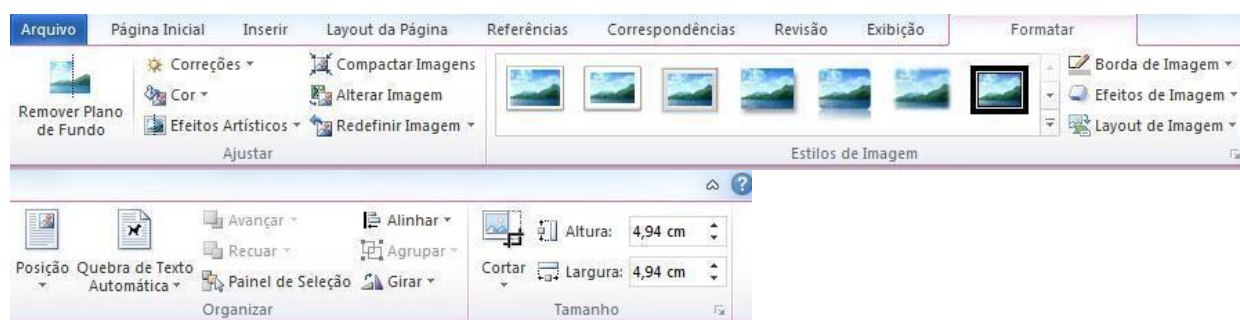 Arquivo Página Inicial Inserir Layout da Página Referências Correspondências Revisão Exibição Formatar
Remover Plano de Fundo
Correções
Cor
Efeitos Artísticos
Compactar Imagens
Alterar Imagem
Redefinir Imagem
Ajustar
Borda de Imagem
Efeitos de Imagem
Layout de Imagem
Estilos de Imagem
Posição
Quebra de Texto
Automática
Avançar
Recuar
Painel de Seleção
Alinhar
Agrupar
Girar
Organizar
Cortar
Altura: 4,94 cm
Largura: 4,94 cm
Tamanho